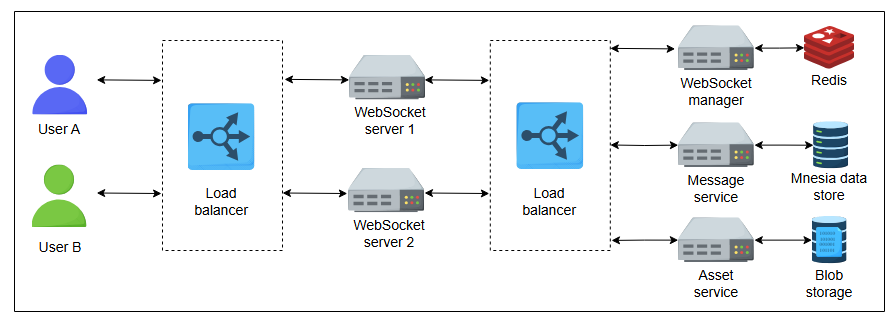 User A
User B
Load
balancer
WebSocket
server 1
WebSocket
server 2
Load
balancer
WebSocket
manager
Redis
Message
service
Mnesia data
store
Asset
service
Blob
storage